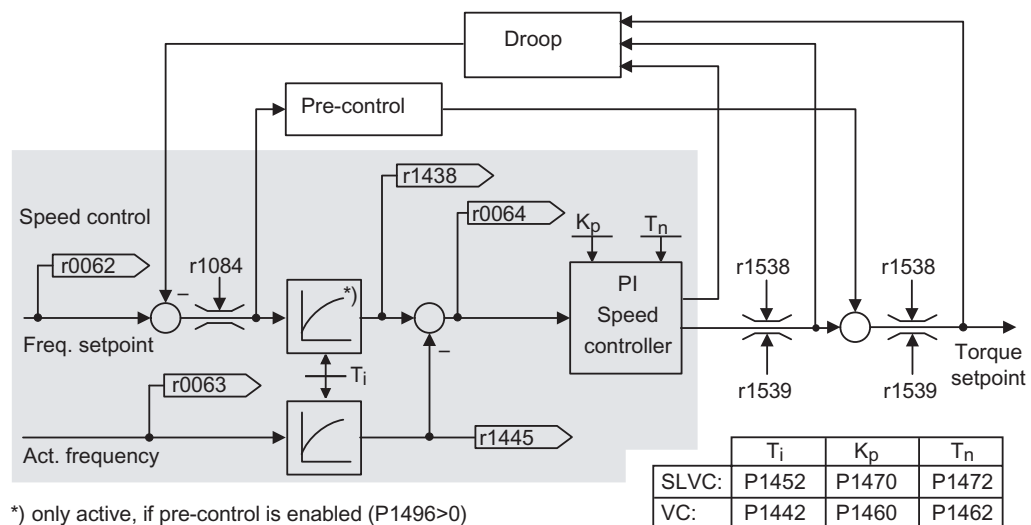 Droop
Pre-control
r1438
Speed control
r0064
Kp
Tn
r0062
r1084
*)
PI
Speed
controller
r1538
r1538
–
Freq. setpoint
–
Torque
setpoint
r0063
Ti
r1539
r1539
Act. frequency
r1445
Ti Kp Tn
SLVC: P1452 P1470 P1472
VC: P1442 P1460 P1462
*) only active, if pre-control is enabled (P1496>0)